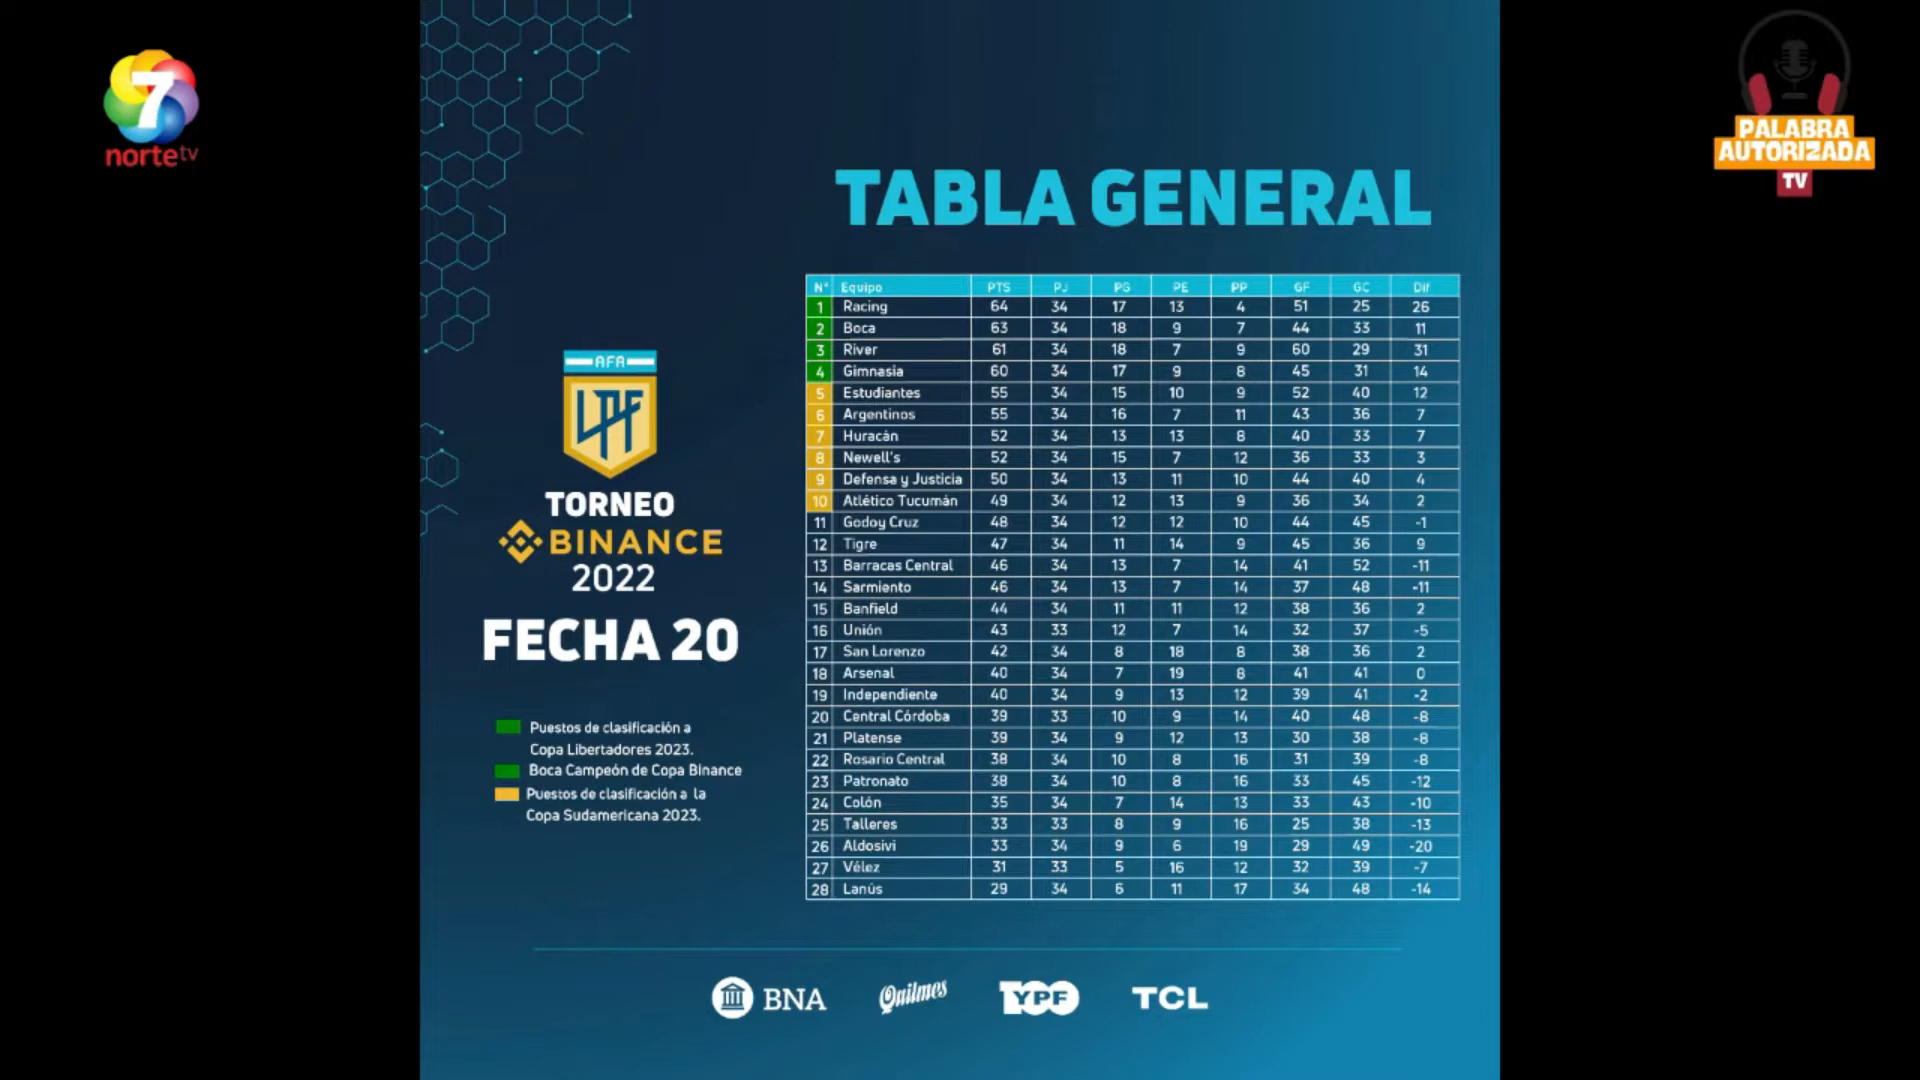 7
norte tv
PALABRA
AUTORIZADA
TV
TABLA GENERAL
N° Equipo PTS PJ PG PE PP GF GC Dif
1 Racing 64 34 17 13 4 51 25 26
2 Boca 63 34 18 9 7 44 33 11
3 River 61 34 18 7 9 60 29 31
4 Gimnasia 60 34 17 9 8 45 31 14
5 Estudiantes 55 34 15 10 9 52 40 12
6 Argentinos 55 34 16 7 11 43 36 7
7 Huracán 52 34 13 13 8 40 33 7
8 Newell's 52 34 15 7 12 36 33 3
9 Defensa y Justicia 50 34 13 11 10 44 40 4
10 Atlético Tucumán 49 34 12 13 9 36 34 2
11 Godoy Cruz 48 34 12 12 10 44 45 -1
12 Tigre 47 34 11 14 9 45 36 9
13 Barracas Central 46 34 13 7 14 41 52 -11
14 Sarmiento 46 34 13 7 14 37 48 -11
15 Banfield 44 34 11 11 12 38 36 2
16 Unión 43 33 12 7 14 32 37 -5
17 San Lorenzo 42 34 8 18 8 38 36 2
18 Arsenal 40 34 7 19 8 41 41 0
19 Independiente 40 34 9 13 12 39 41 -2
20 Central Córdoba 39 33 10 9 14 40 48 -8
21 Platense 39 34 9 12 13 30 38 -8
22 Rosario Central 38 34 10 8 16 31 39 -8
23 Patronato 38 34 10 8 16 33 45 -12
24 Colón 35 34 7 14 13 33 43 -10
25 Talleres 33 33 8 9 16 25 38 -13
26 Aldosivi 33 34 9 6 19 29 49 -20
27 Vélez 31 33 5 16 12 32 39 -7
28 Lanús 29 34 6 11 17 34 48 -14
AFA
LPF
TORNEO
BINANCE
2022
FECHA 20
Puestos de clasificación a
Copa Libertadores 2023.
Boca Campeón de Copa Binance
Puestos de clasificación a la
Copa Sudamericana 2023.
BNA Quilmes YPF TCL